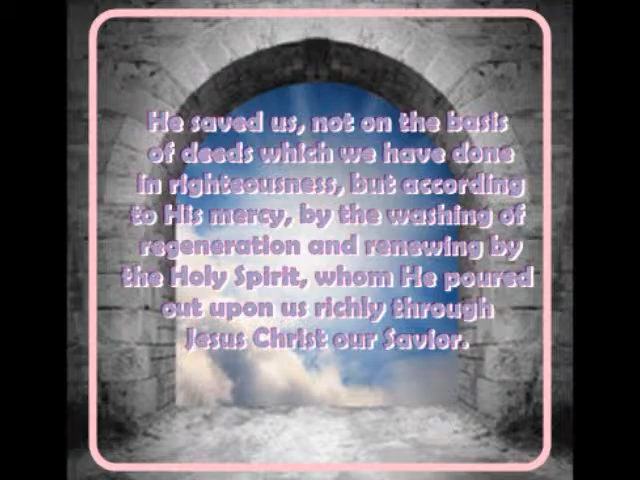 He saved us, not on the basis
of deeds which we have done
in righteousness, but according
to His mercy, by the washing of
regeneration and renewing by
the Holy Spirit, whom He poured
out upon us richly through
Jesus Christ our Savior.